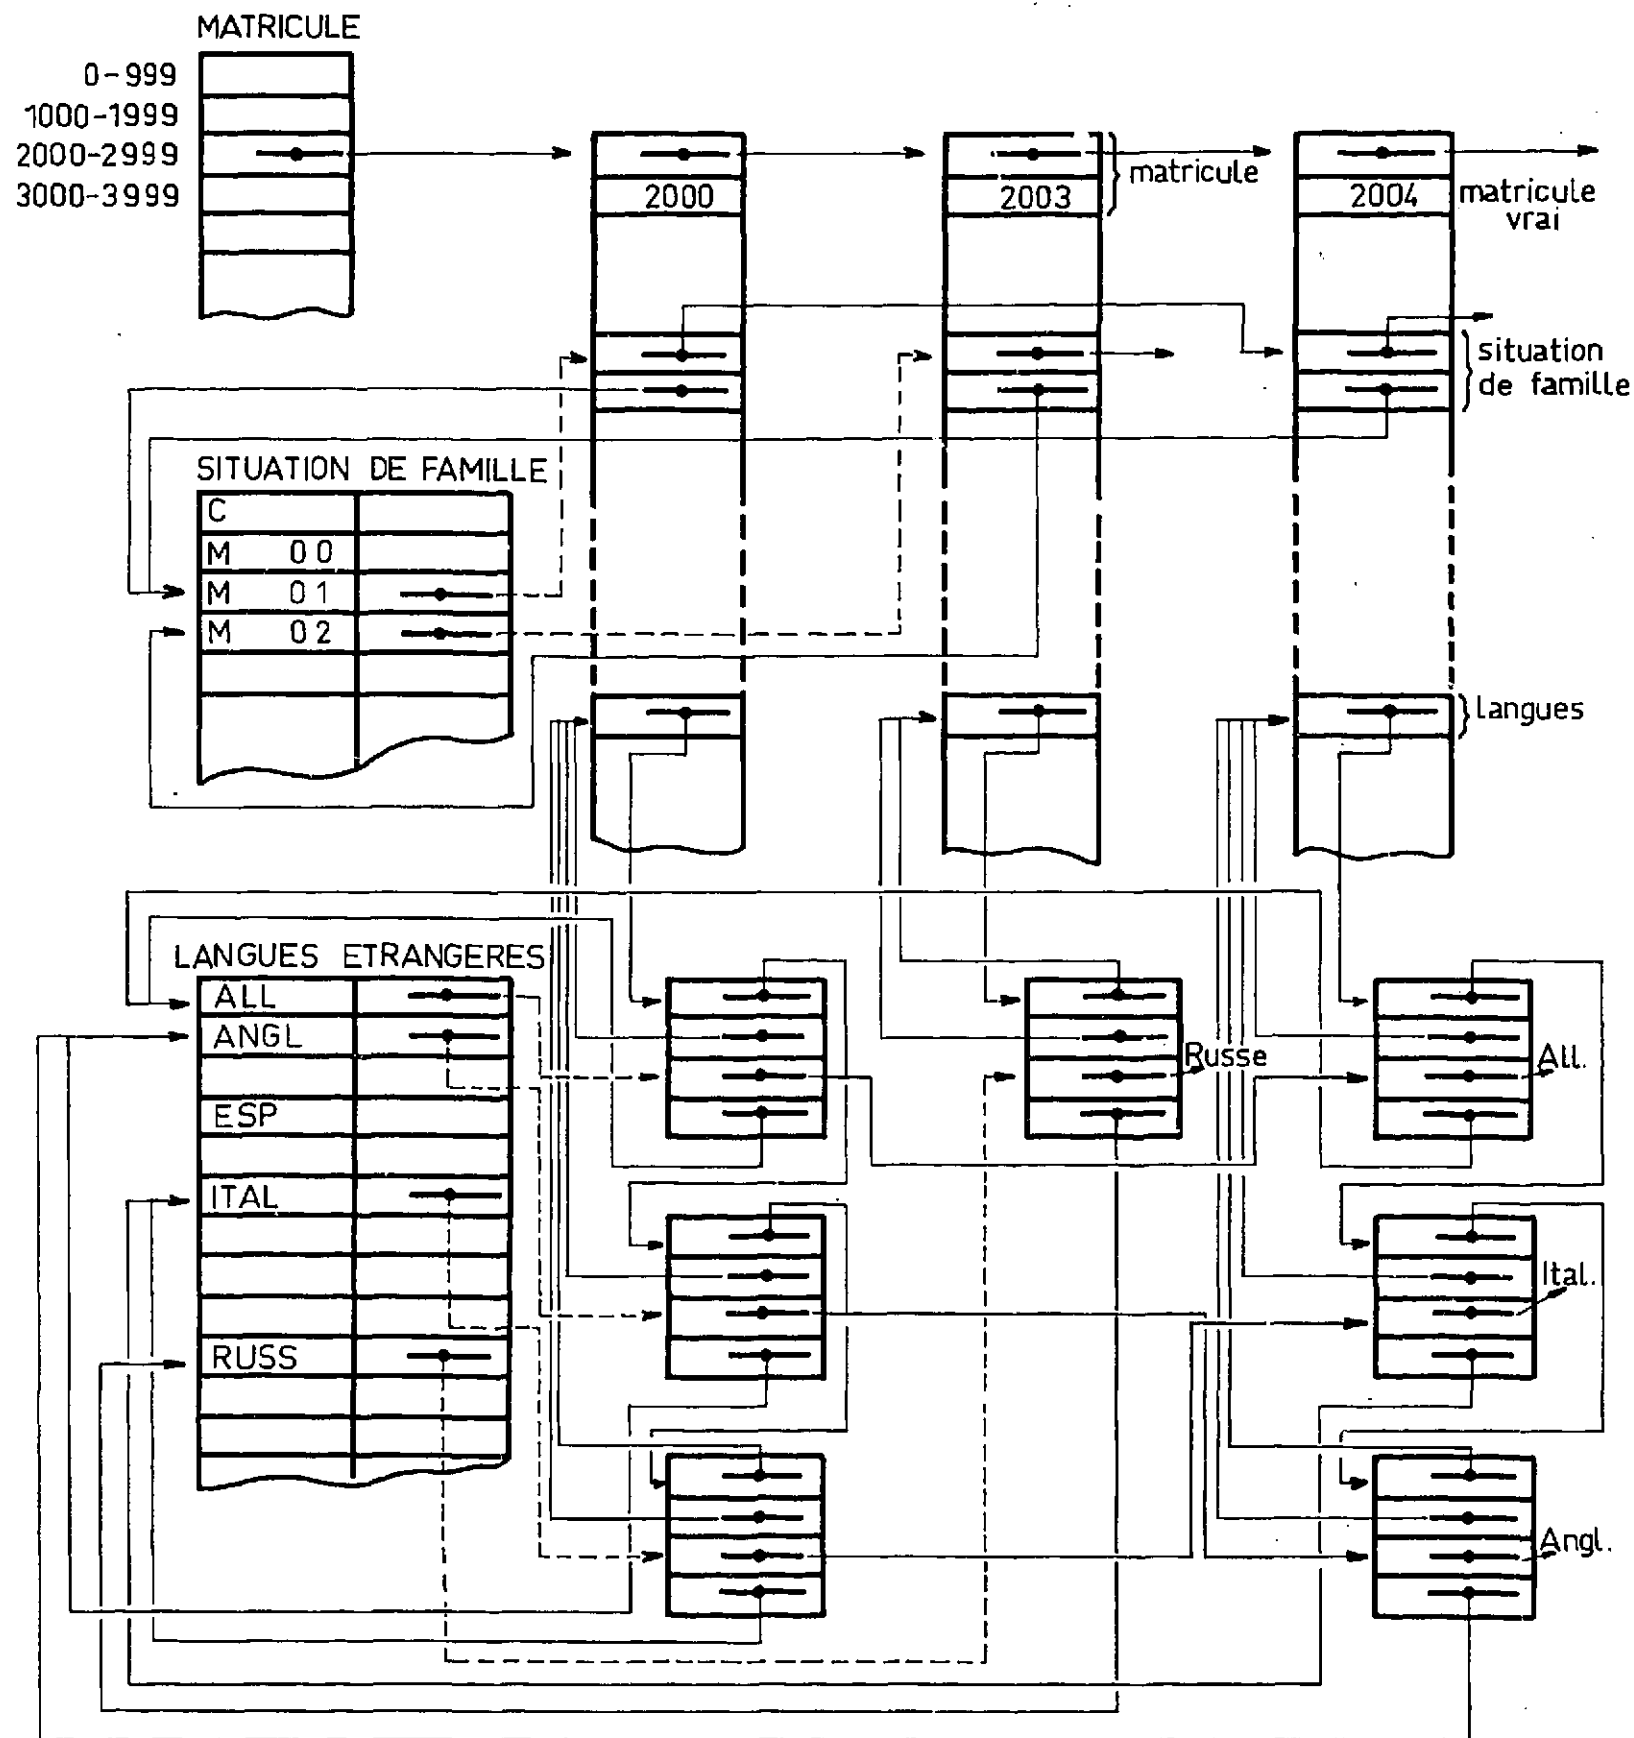 MATRICULE
0-999
1000-1999
2000-2999
3000-3999
2000
2003
matricule
2004
matricule
vrai
situation
de famille
SITUATION DE FAMILLE
C
M 00
M 01
M 02
langues
LANGUES ETRANGERES
ALL
ANGL
ESP
ITAL
RUSS
Russe
All.
Ital.
Angl.